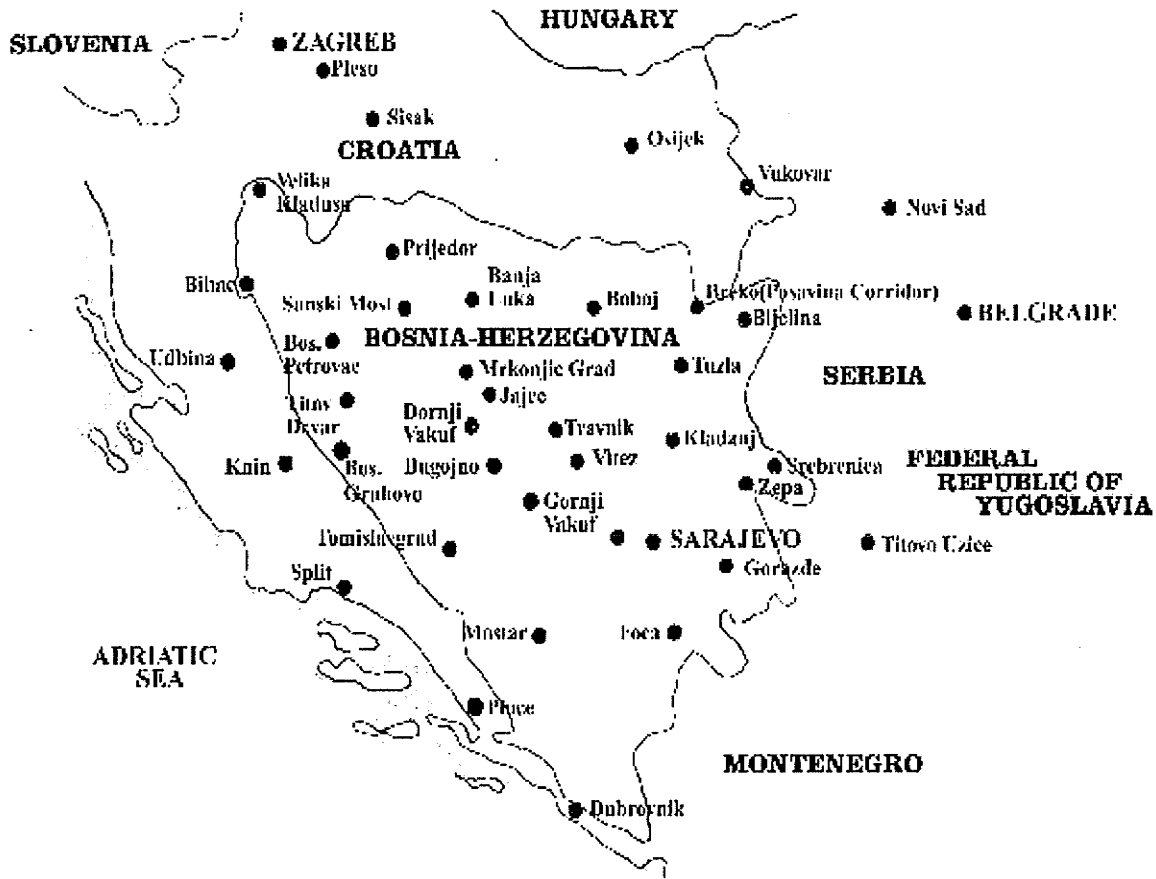 HUNGARY
SLOVENIA
ZAGREB
Pleso
Sisak
CROATIA
Osijek
Velika
Kladusa
Vukovar
Novi Sad
Prijedor
Bihac
Banja
Luka
Sanski Most
Doboj
Brcko(Posavina Corridor)
Bljelina
BELGRADE
BOSNIA-HERZEGOVINA
Bos.
Petrovac
Udbina
Mrkonjic Grad
Tuzla
SERBIA
Jajce
Titov
Drvar
Dornji
Vakuf
Travnik
Kladanj
Knin
Bos.
Grahovo
Bugojno
Vitez
Srebrenica
Zepa
FEDERAL
REPUBLIC OF
YUGOSLAVIA
Gornji
Vakuf
Tomislavgrad
SARAJEVO
Titovo Uzice
Gorazde
Split
Mostar
Foca
ADRIATIC
SEA
Ploce
MONTENEGRO
Dubrovnik